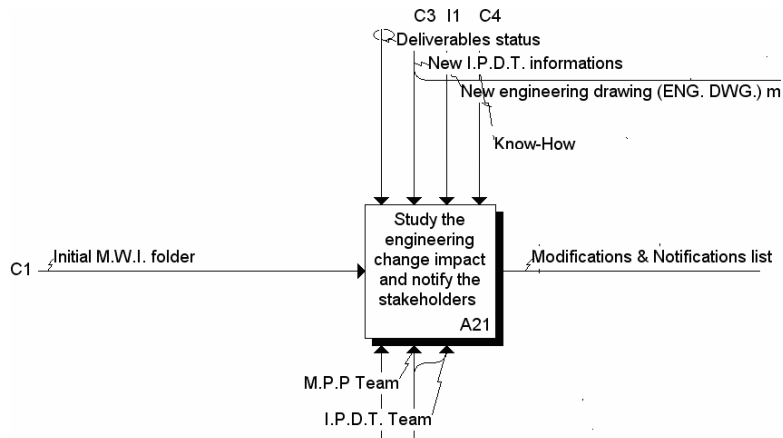 C3 I1 C4
Deliverables status
New I.P.D.T. informations
New engineering drawing (ENG. DWG.) m
Know-How
Study the
engineering
change impact
and notify the
stakeholders
A21
Initial M.W.I. folder
C1
Modifications & Notifications list
M.P.P Team
I.P.D.T. Team